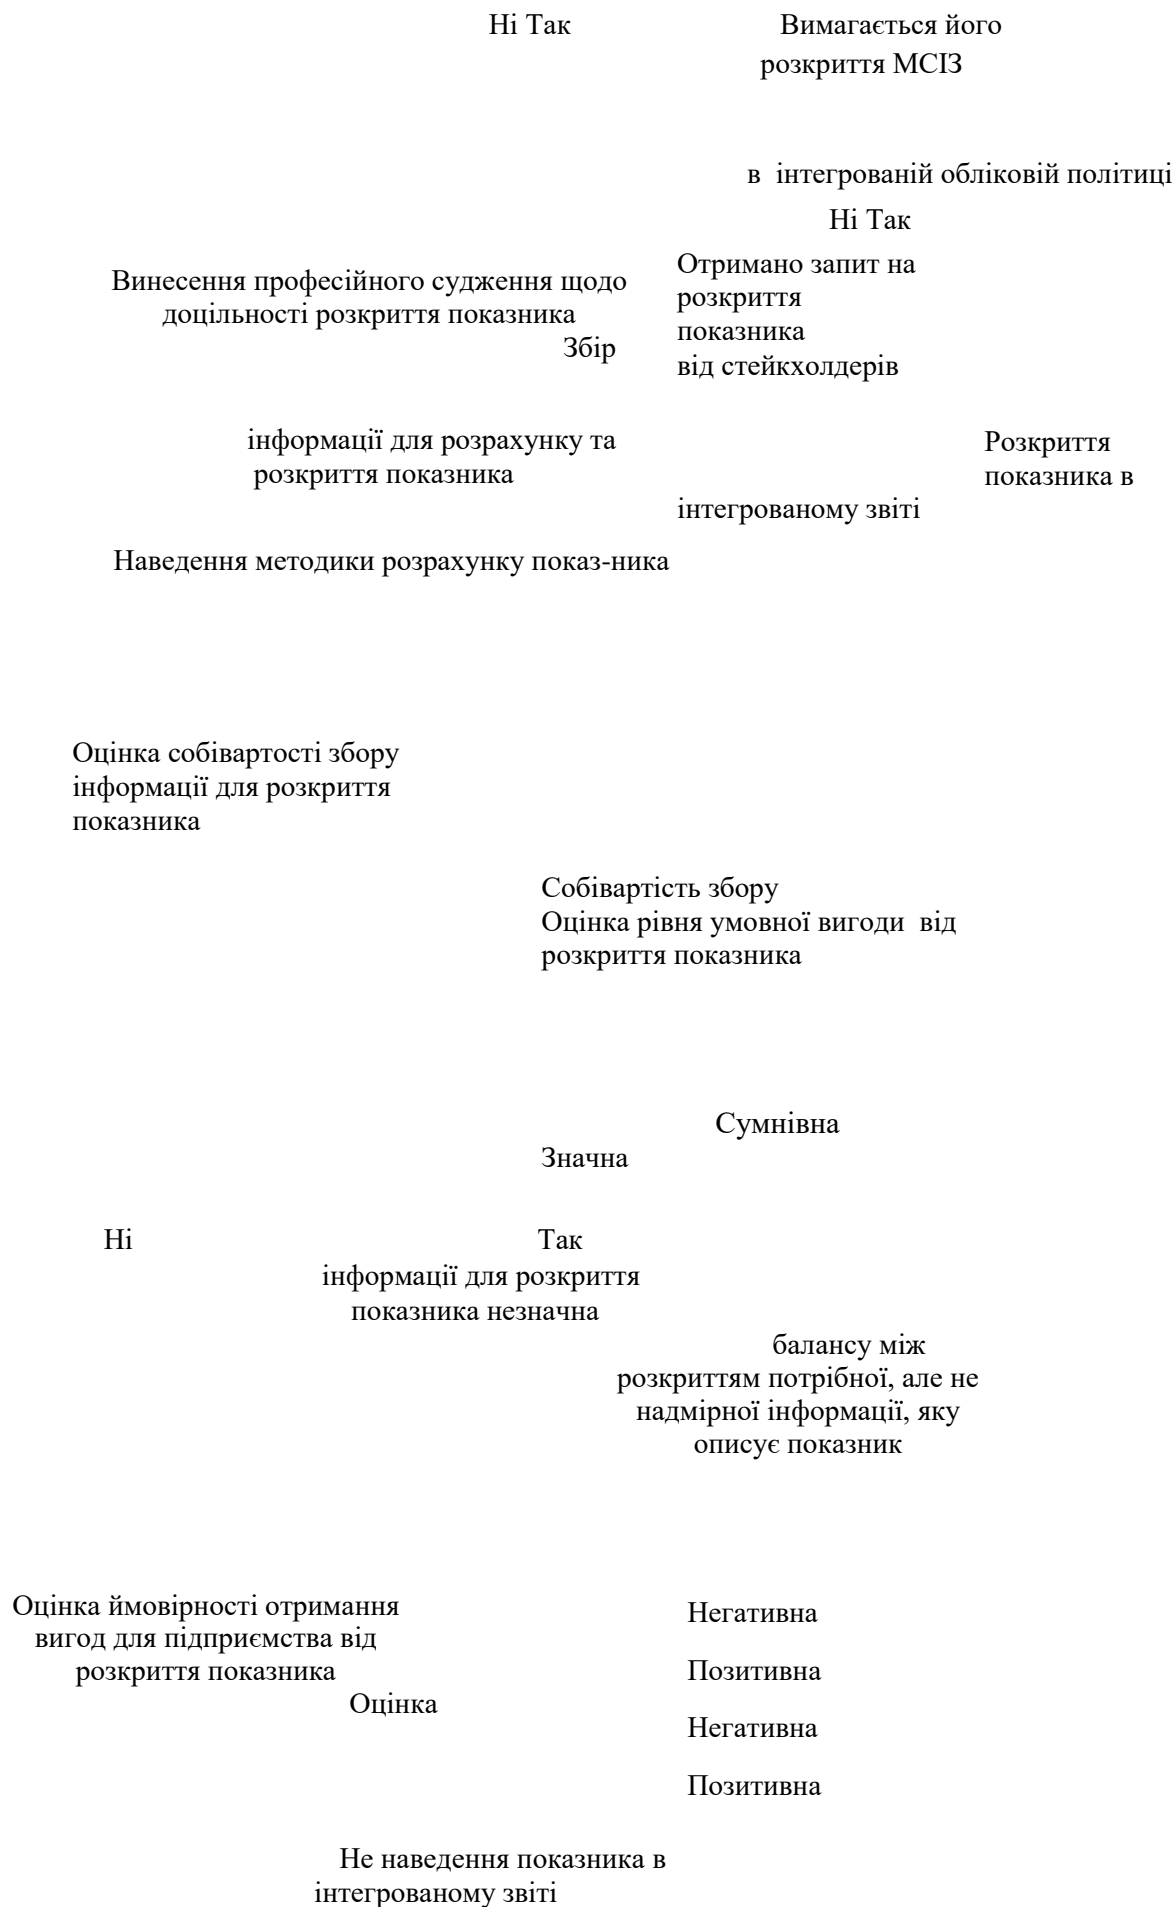 Ні Так
Вимагається його
розкриття МСІЗ
в інтегрованій обліковій політиці
Ні Так
Винесення професійного судження щодо
доцільності розкриття показника
Збір
Отримано запит на
розкриття
показника
від стейкхолдерів
інформації для розрахунку та
розкриття показника
Розкриття
показника в
інтегрованому звіті
Наведення методики розрахунку показ-ника
Оцінка собівартості збору
інформації для розкриття
показника
Собівартість збору
Оцінка рівня умовної вигоди від
розкриття показника
Сумнівна
Значна
Ні
Так
інформації для розкриття
показника незначна
балансу між
розкриттям потрібної, але не
надмірної інформації, яку
описує показник
Оцінка ймовірності отримання
вигод для підприємства від
розкриття показника
Оцінка
Негативна
Позитивна
Негативна
Позитивна
Не наведення показника в
інтегрованому звіті